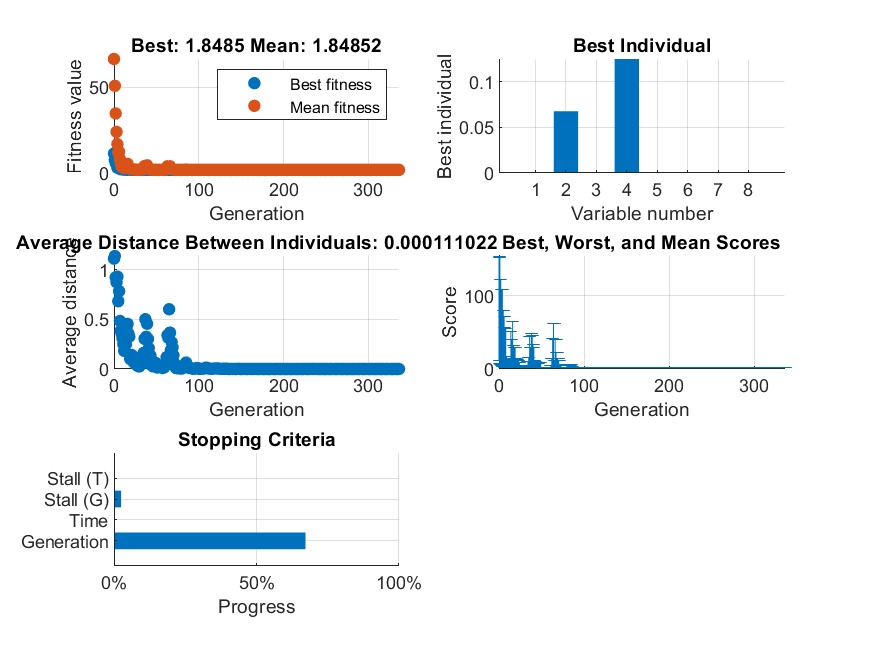 Best: 1.8485 Mean: 1.84852
Fitness value
50
0
0
100
200
300
Generation
Best fitness
Mean fitness
Best Individual
Best individual
0.1
0.05
0
1
2
3
4
5
6
7
8
Variable number
Average Distance Between Individuals: 0.000111022
Average distance
1
0.5
0
0
100
200
300
Generation
Best, Worst, and Mean Scores
Score
100
0
0
100
200
300
Generation
Stopping Criteria
Stall (T)
Stall (G)
Time
Generation
0%
50%
100%
Progress